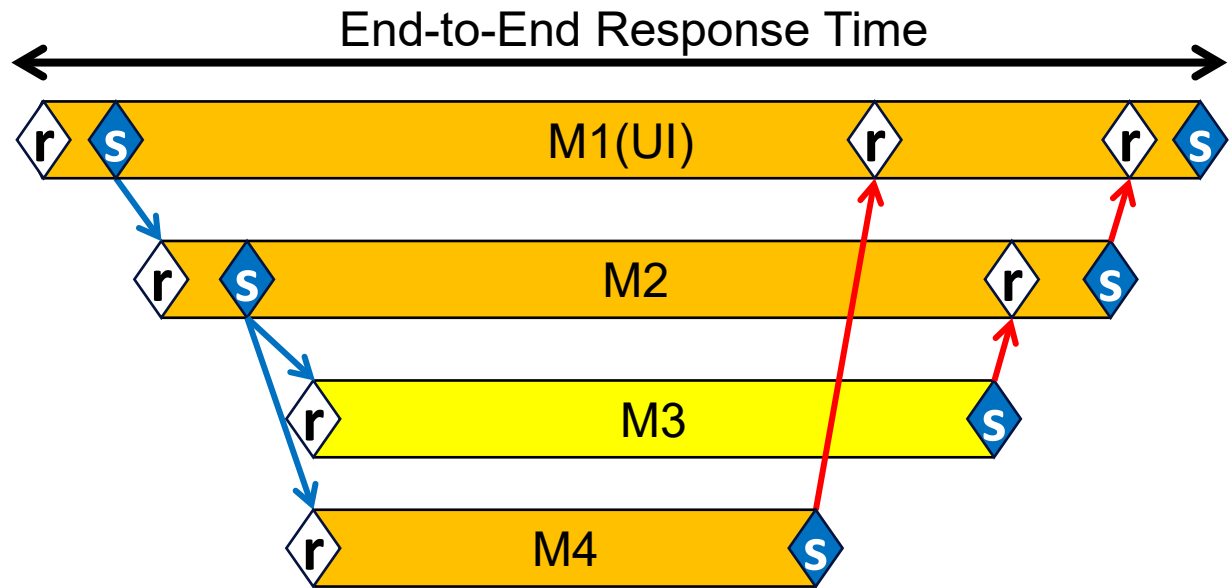 End-to-End Response Time
r s M1(UI) r r s
r s M2 r s
r M3 s
r M4 s